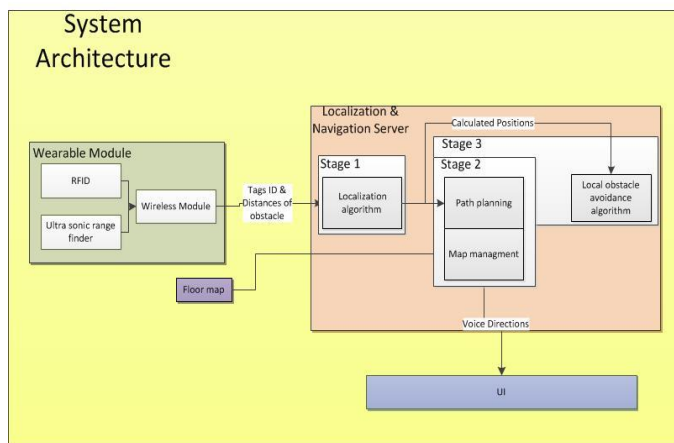 System
Architecture
Localization &
Navigation Server
Calculated Positions
Stage 3
Wearable Module
Stage 1
Stage 2
RFID
Tags ID &
Distances of
obstacle
Localization
algorithm
Path planning
Local obstacle
avoidance
algorithm
Wireless Module
Ultra sonic range
finder
Map managment
Floor map
Voice Directions
UI